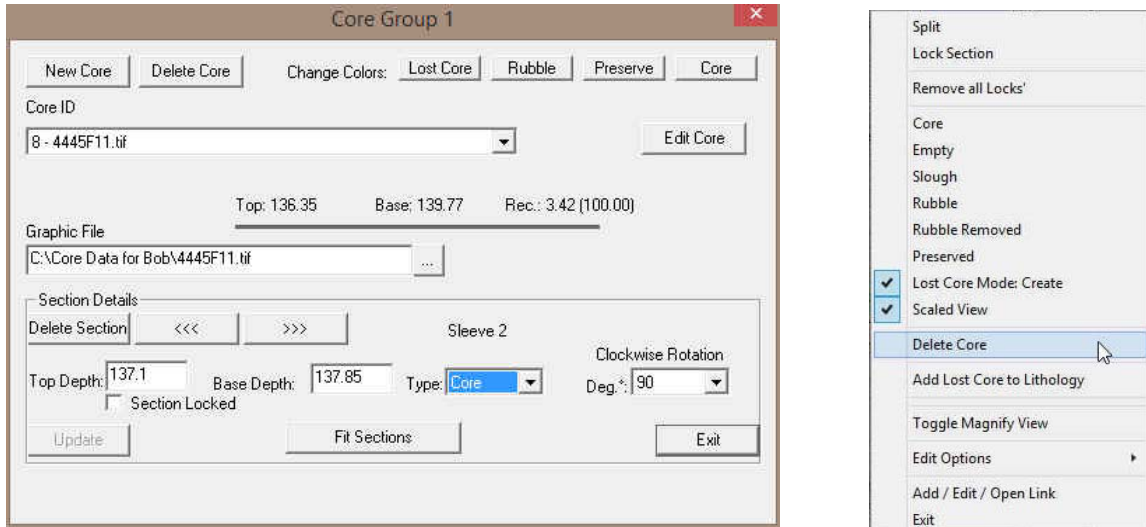 Core Group 1
New Core Delete Core Change Colors: Lost Core Rubble Preserve Core
Core ID
8 - 4445F11.tif Edit Core
Top: 136.35 Base: 139.77 Rec.: 3.42 (100.00)
Graphic File
C:\Core Data for Bob\4445F11.tif ...
Section Details
Delete Section <<< >>> Sleeve 2
Clockwise Rotation
Top Depth: 137.1 Base Depth: 137.85 Type: Core Deg.*: 90
Section Locked
Update Fit Sections Exit
Split
Lock Section
Remove all Locks'
Core
Empty
Slough
Rubble
Rubble Removed
Preserved
Lost Core Mode: Create
Scaled View
Delete Core
Add Lost Core to Lithology
Toggle Magnify View
Edit Options
Add / Edit / Open Link
Exit